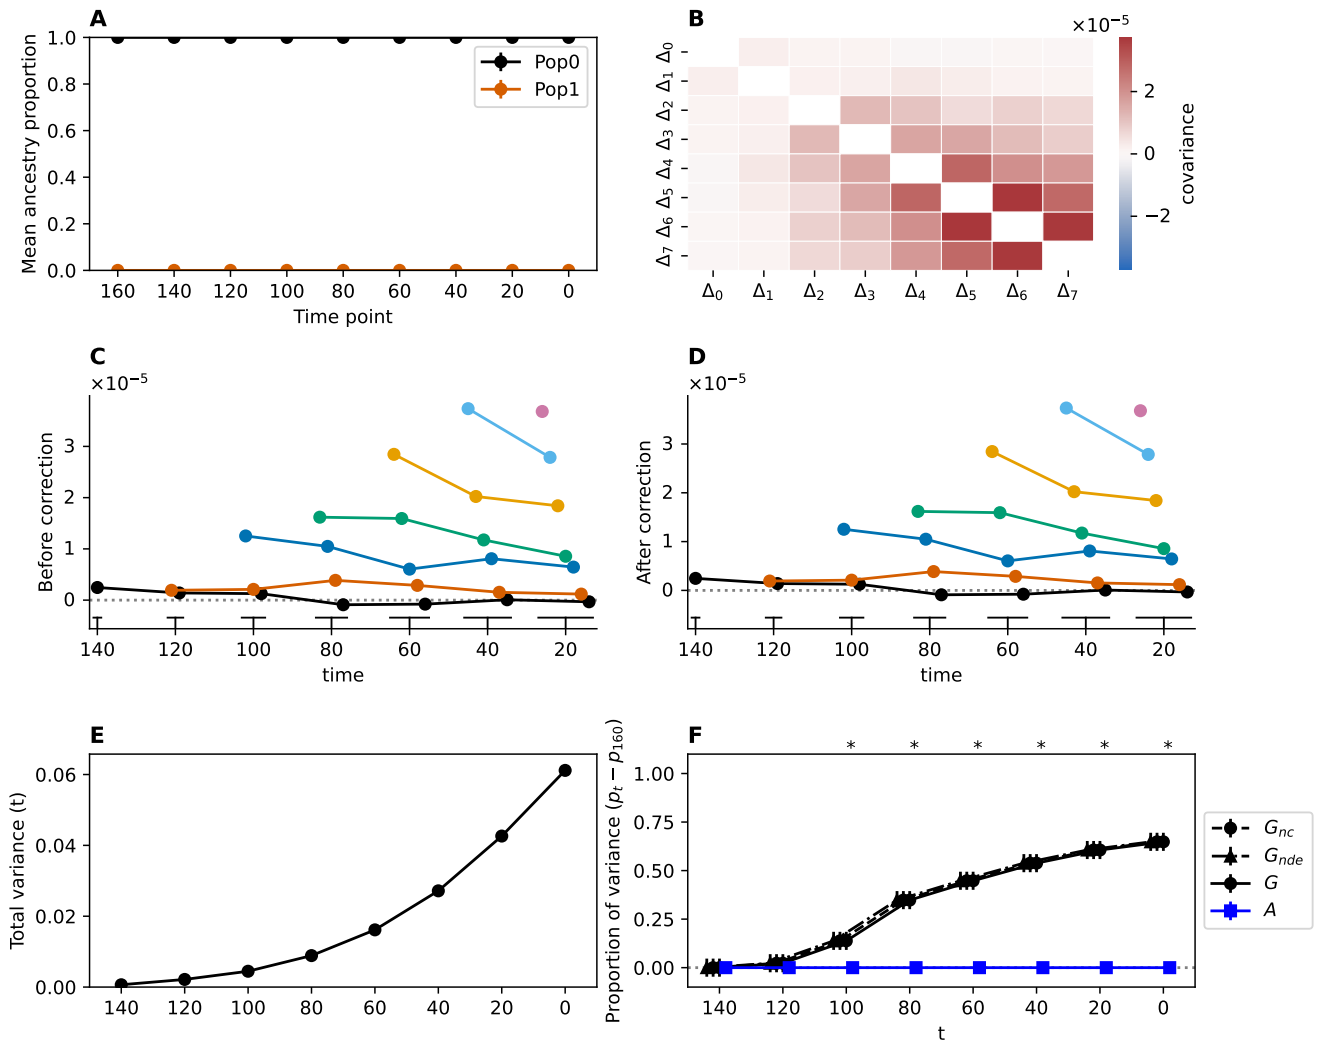 A
Mean ancestry proportion
1.0
0.8
0.6
0.4
0.2
0.0
Pop0
Pop1
160 140 120 100 80 60 40 20 0
Time point
B
×10⁻⁵
Δ₀
Δ₁
Δ₂
Δ₃
Δ₄
Δ₅
Δ₆
Δ₇
Δ₀ Δ₁ Δ₂ Δ₃ Δ₄ Δ₅ Δ₆ Δ₇
2
0
−2
covariance
C
×10⁻⁵
Before correction
3
2
1
0
140 120 100 80 60 40 20
time
D
×10⁻⁵
After correction
3
2
1
0
140 120 100 80 60 40 20
time
E
Total variance (t)
0.06
0.04
0.02
0.00
140 120 100 80 60 40 20 0
F
* * * * * *
Proportion of variance (pₜ − p₁₆₀)
1.00
0.75
0.50
0.25
0.00
140 120 100 80 60 40 20 0
t
G_nc
G_nde
G
A